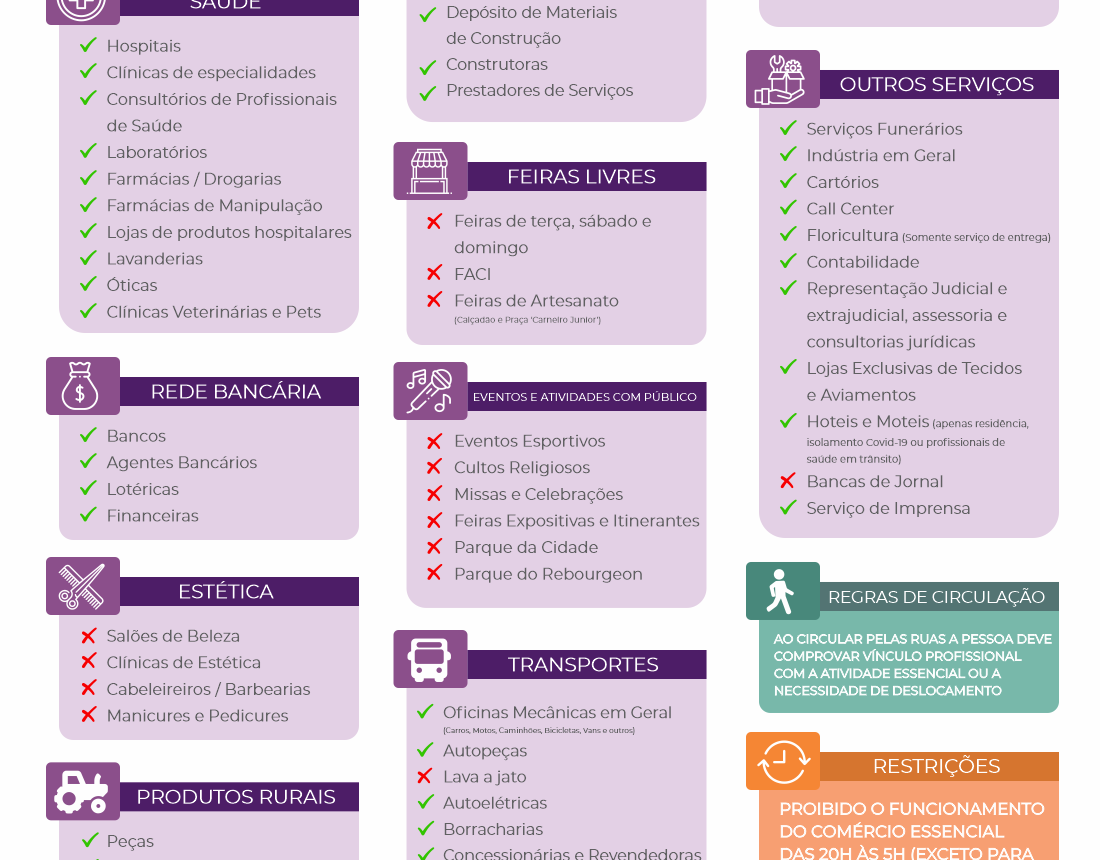 SAÚDE
Hospitais
Clínicas de especialidades
Consultórios de Profissionais
de Saúde
Laboratórios
Farmácias / Drogarias
Farmácias de Manipulação
Lojas de produtos hospitalares
Lavanderias
Óticas
Clínicas Veterinárias e Pets
REDE BANCÁRIA
$
Bancos
Agentes Bancários
Lotéricas
Financeiras
ESTÉTICA
Salões de Beleza
Clínicas de Estética
Cabeleireiros / Barbearias
Manicures e Pedicures
PRODUTOS RURAIS
Peças
Depósito de Materiais
de Construção
Construtoras
Prestadores de Serviços
FEIRAS LIVRES
Feiras de terça, sábado e
domingo
FACI
Feiras de Artesanato
(Calçadão e Praça 'Carneiro Junior')
EVENTOS E ATIVIDADES COM PÚBLICO
Eventos Esportivos
Cultos Religiosos
Missas e Celebrações
Feiras Expositivas e Itinerantes
Parque da Cidade
Parque do Rebourgeon
TRANSPORTES
Oficinas Mecânicas em Geral
(Carros, Motos, Caminhões, Bicicletas, Vans e outros)
Autopeças
Lava a jato
Autoelétricas
Borracharias
Concessionárias e Revendedoras
OUTROS SERVIÇOS
Serviços Funerários
Indústria em Geral
Cartórios
Call Center
Floricultura (Somente serviço de entrega)
Contabilidade
Representação Judicial e
extrajudicial, assessoria e
consultorias jurídicas
Lojas Exclusivas de Tecidos
e Aviamentos
Hoteis e Moteis (apenas residência,
isolamento Covid-19 ou profissionais de
saúde em trânsito)
Bancas de Jornal
Serviço de Imprensa
REGRAS DE CIRCULAÇÃO
AO CIRCULAR PELAS RUAS A PESSOA DEVE
COMPROVAR VÍNCULO PROFISSIONAL
COM A ATIVIDADE ESSENCIAL OU A
NECESSIDADE DE DESLOCAMENTO
RESTRIÇÕES
PROIBIDO O FUNCIONAMENTO
DO COMÉRCIO ESSENCIAL
DAS 20H ÀS 5H (EXCETO PARA